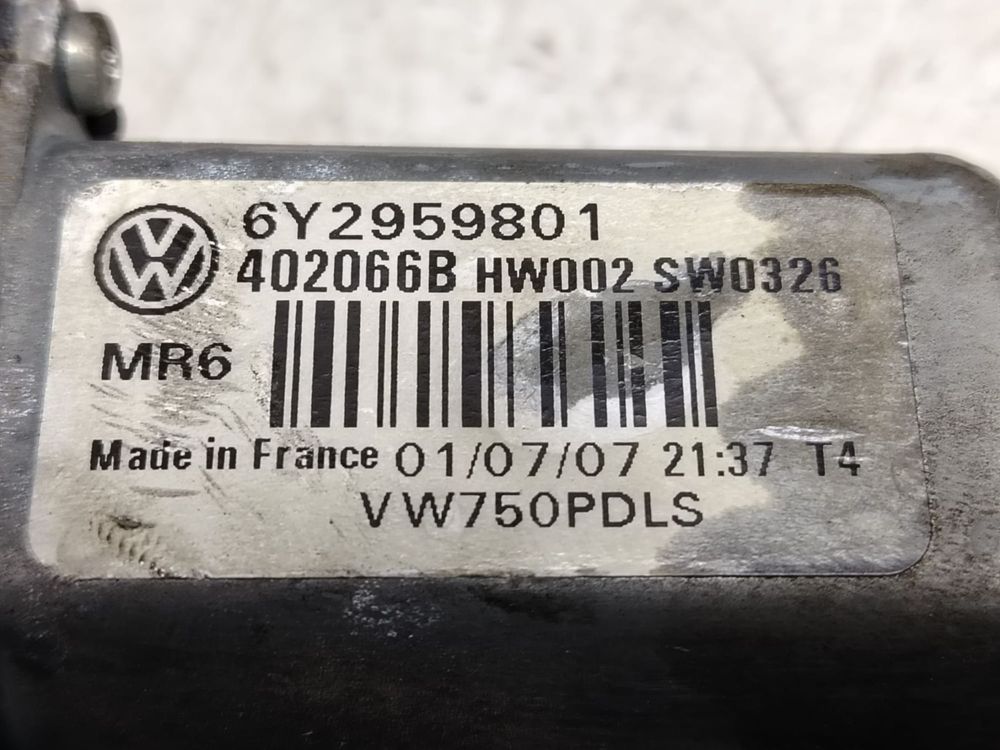 6Y2959801
402066B HW002 SW0326
MR6
Made in France 01/07/07 21:37 T4
VW750PDLS